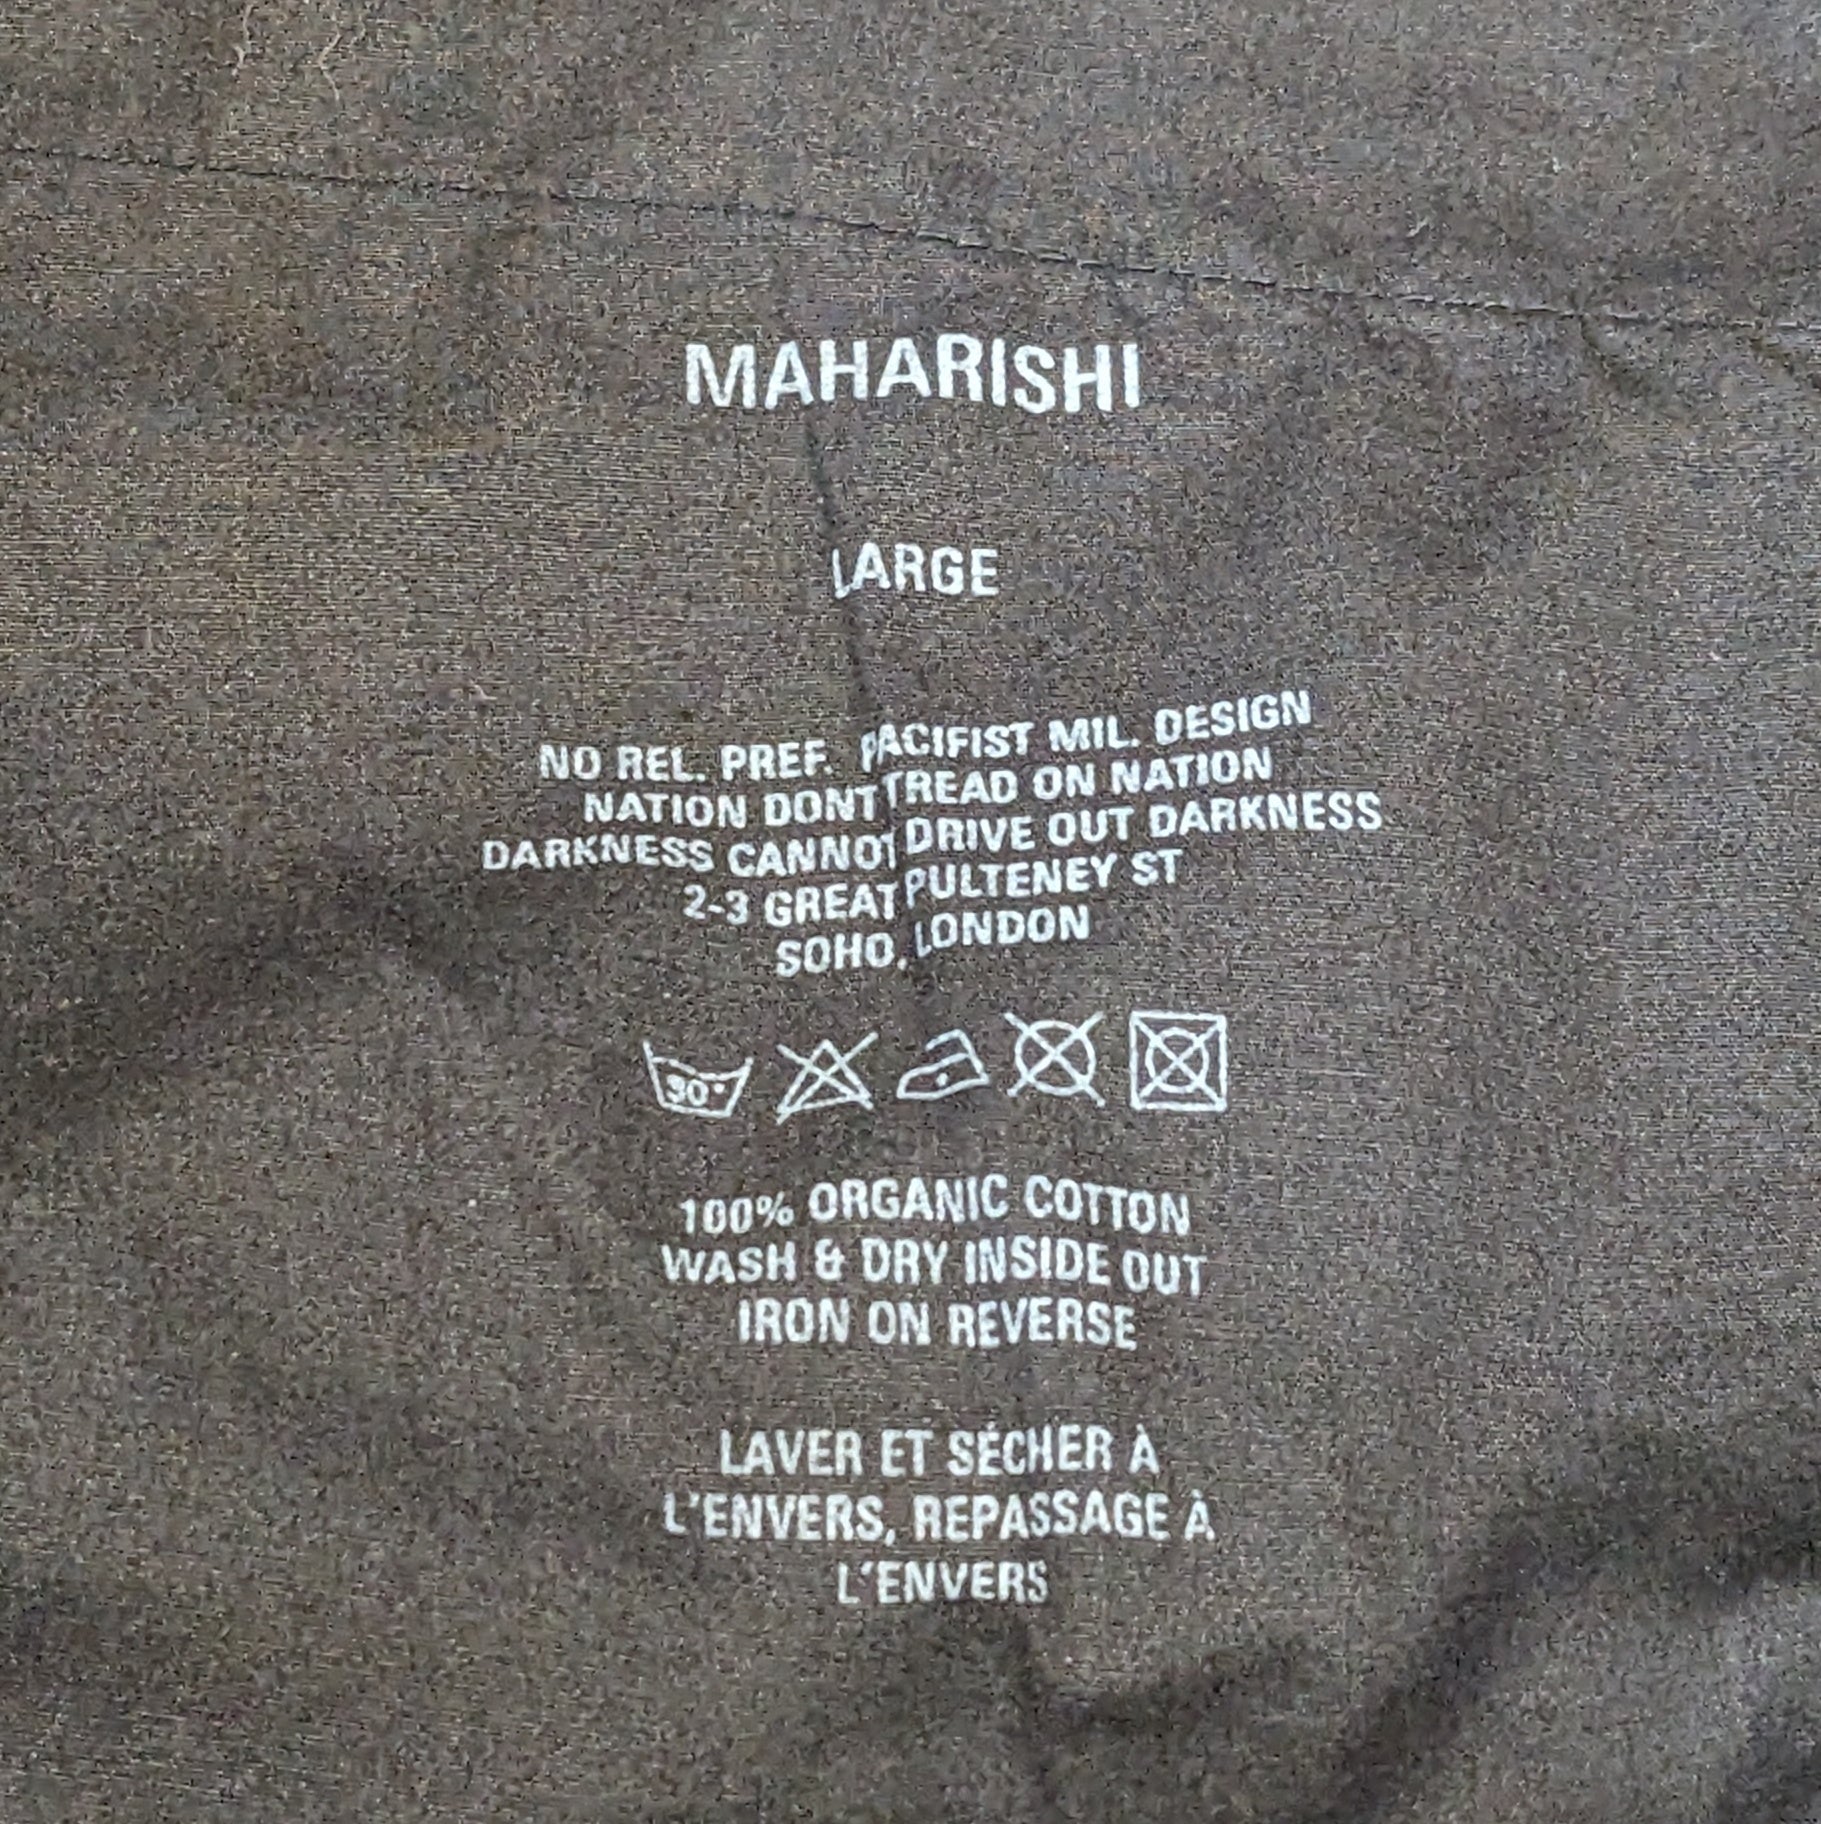 MAHARISHI
LARGE
NO REL. PREF. PACIFIST MIL. DESIGN
NATION DONT TREAD ON NATION
DARKNESS CANNOT DRIVE OUT DARKNESS
2-3 GREAT PULTENEY ST
SOHO, LONDON
30°
100% ORGANIC COTTON
WASH & DRY INSIDE OUT
IRON ON REVERSE
LAVER ET SÉCHER À
L'ENVERS, REPASSAGE À
L'ENVERS